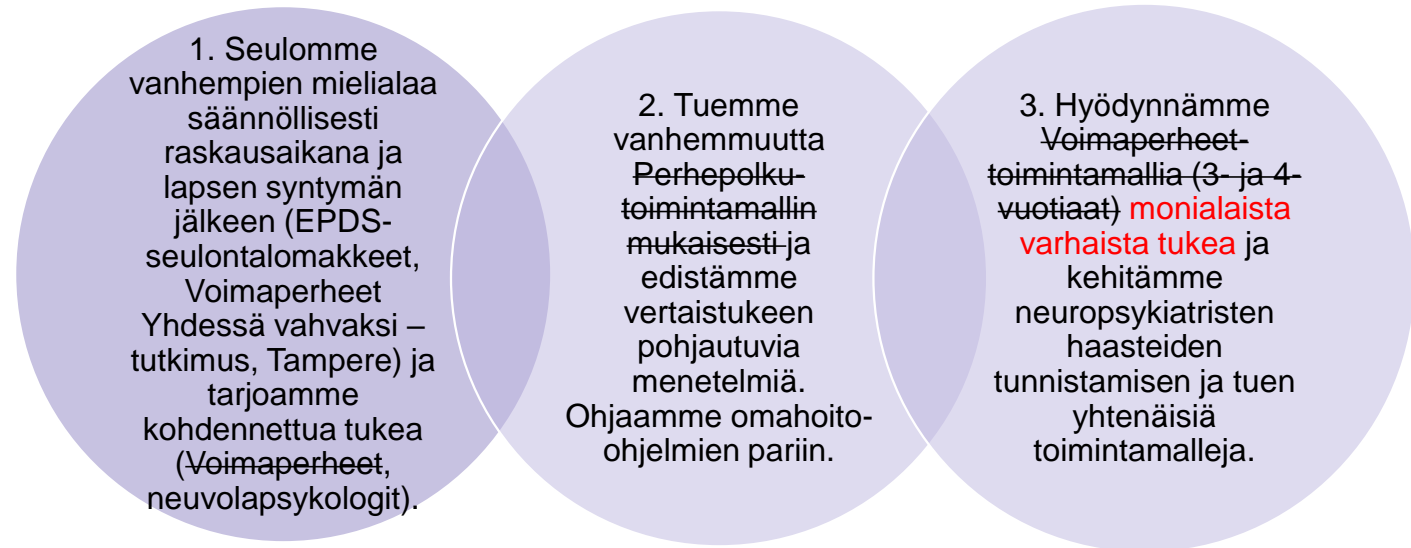 1. Seulomme
vanhempien mielialaa
säännöllisesti
raskausaikana ja
lapsen syntymän
jälkeen (EPDS-
seulontalomakkeet,
Voimaperheet
Yhdessä vahvaksi –
tutkimus, Tampere) ja
tarjoamme
kohdennettua tukea
(Voimaperheet,
neuvolapsykologit).
2. Tuemme
vanhemmuutta
Perhepolku-
toimintamallin
mukaisesti ja
edistämme
vertaistukeen
pohjautuvia
menetelmiä.
Ohjaamme omahoito-
ohjelmien pariin.
3. Hyödynnämme
Voimaperheet-
toimintamallia (3- ja 4-
vuotiaat) monialaista
varhaista tukea ja
kehitämme
neuropsykiatristen
haasteiden
tunnistamisen ja tuen
yhtenäisiä
toimintamalleja.